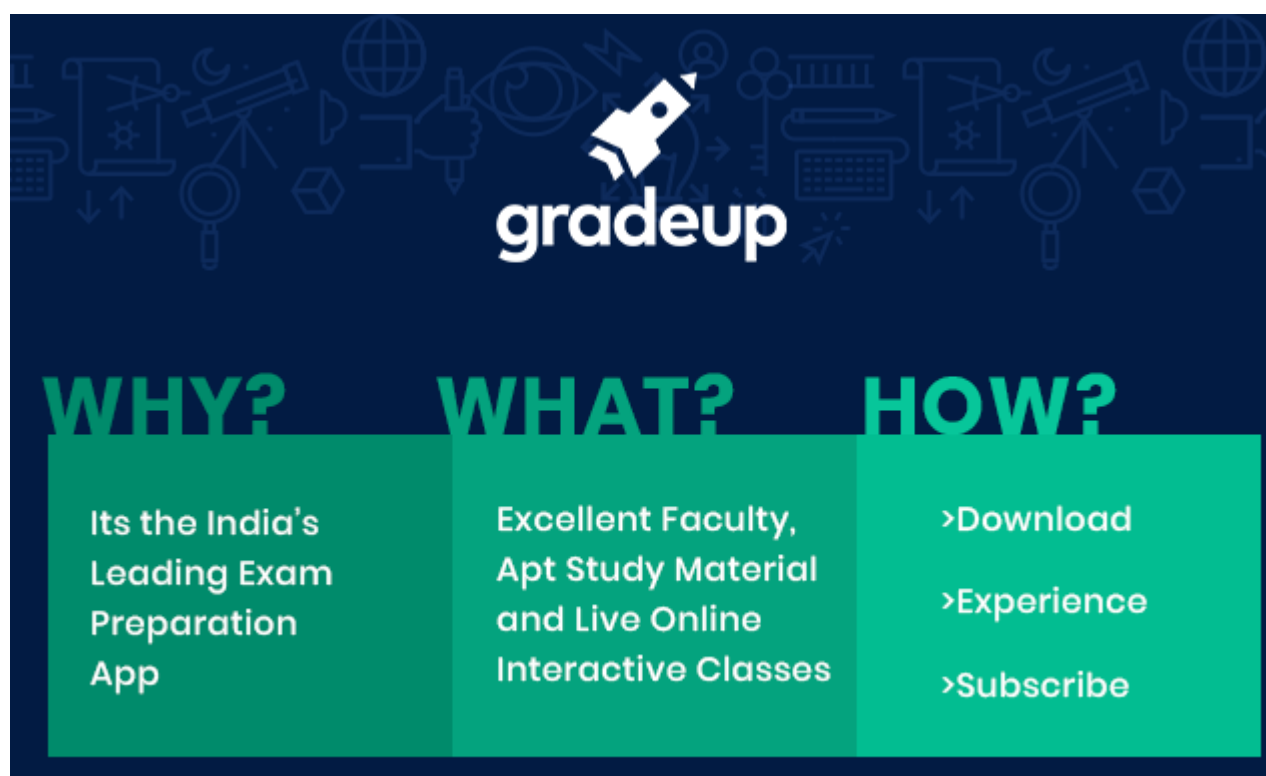 gradeup
WHY?
Its the India's
Leading Exam
Preparation
App
WHAT?
Excellent Faculty,
Apt Study Material
and Live Online
Interactive Classes
HOW?
>Download
>Experience
>Subscribe